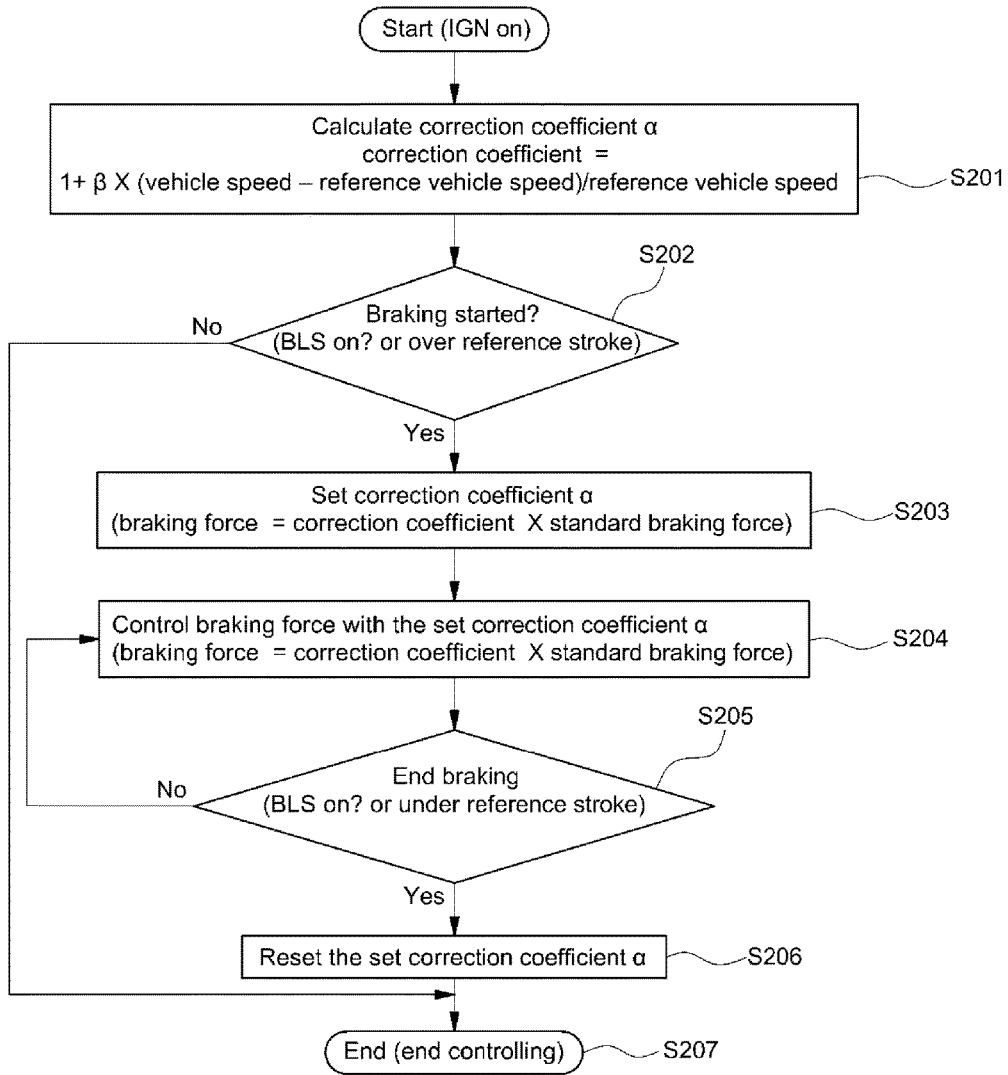 Start (IGN on)
Calculate correction coefficient α
correction coefficient =
1+ β X (vehicle speed – reference vehicle speed)/reference vehicle speed
S201
S202
Braking started?
(BLS on? or over reference stroke)
No
Yes
Set correction coefficient α
(braking force = correction coefficient X standard braking force)
S203
Control braking force with the set correction coefficient α
(braking force = correction coefficient X standard braking force)
S204
S205
End braking
(BLS on? or under reference stroke)
No
Yes
Reset the set correction coefficient α
S206
End (end controlling)
S207